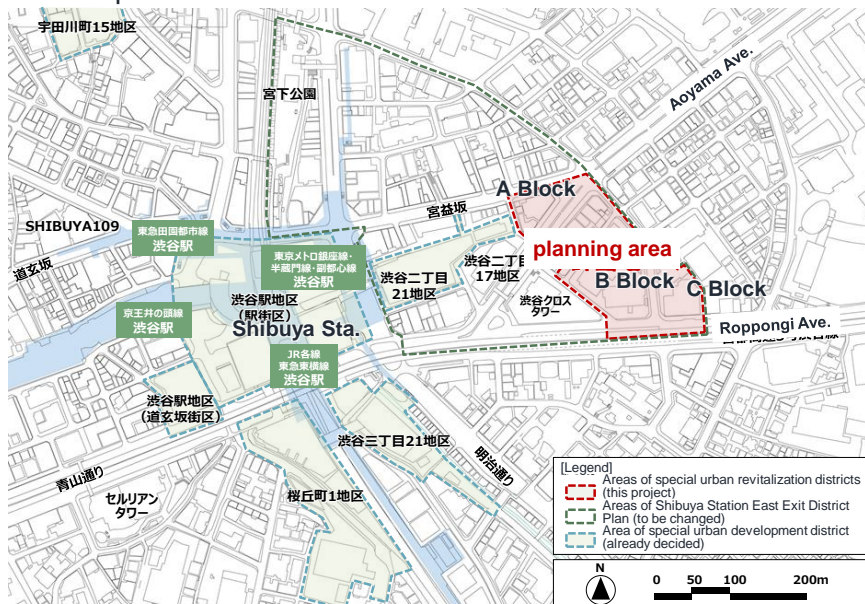 宇田川町15地区
宮下公園
Aoyama Ave.
A Block
SHIBUYA109
宮益坂
東急田園都市線
渋谷駅
道玄坂
東京メトロ銀座線・
半蔵門線・副都心線
渋谷駅
渋谷二丁目
17地区
planning area
渋谷二丁目
21地区
B Block
C Block
渋谷駅地区
(駅街区)
京王井の頭線
渋谷駅
Shibuya Sta.
渋谷クロス
タワー
Roppongi Ave.
JR各線
東急東横線
渋谷駅
渋谷駅地区
(道玄坂街区)
渋谷三丁目21地区
明治通り
青山通り
セルリアン
タワー
桜丘町1地区
[Legend]
Areas of special urban revitalization districts
(this project)
Areas of Shibuya Station East Exit District
Plan (to be changed)
Area of special urban development district
(already decided)
N
0 50 100 200m